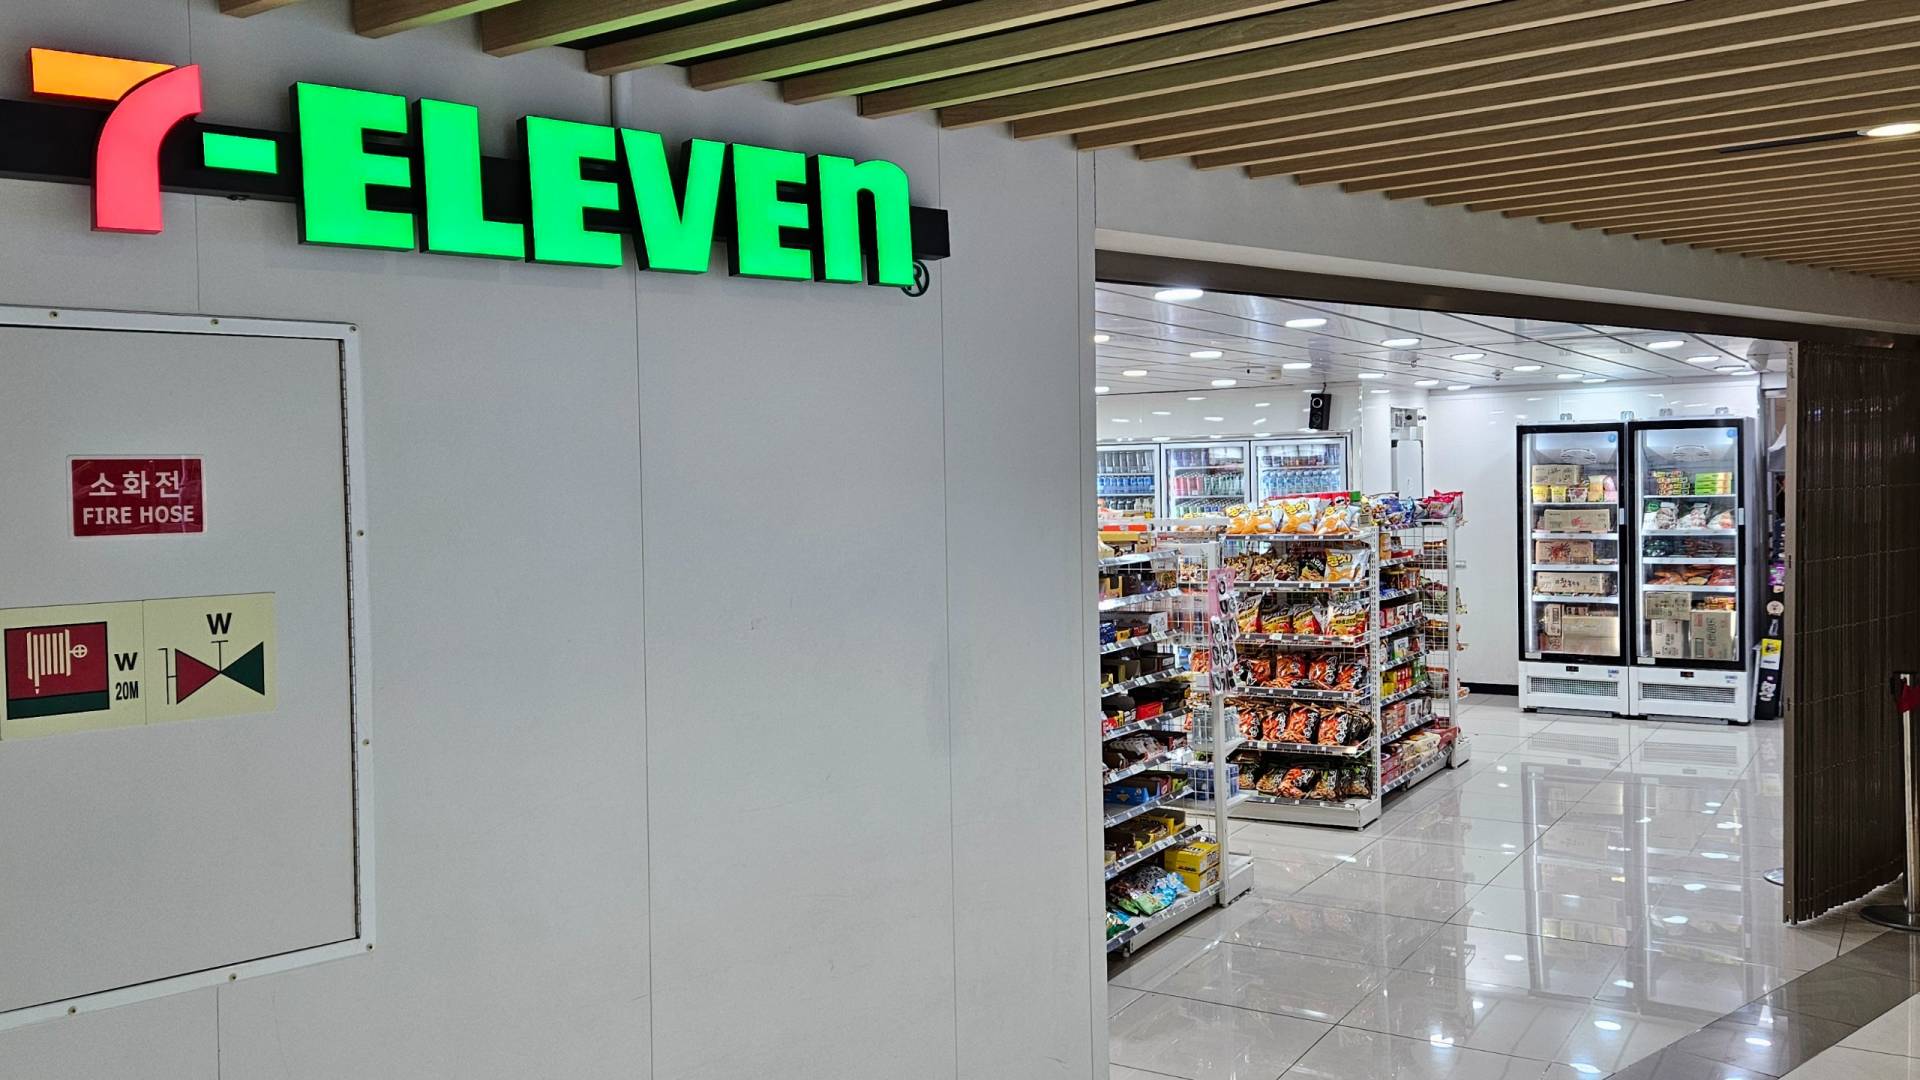 7-ELEVEn
®
소화전
FIRE HOSE
W
20M
W